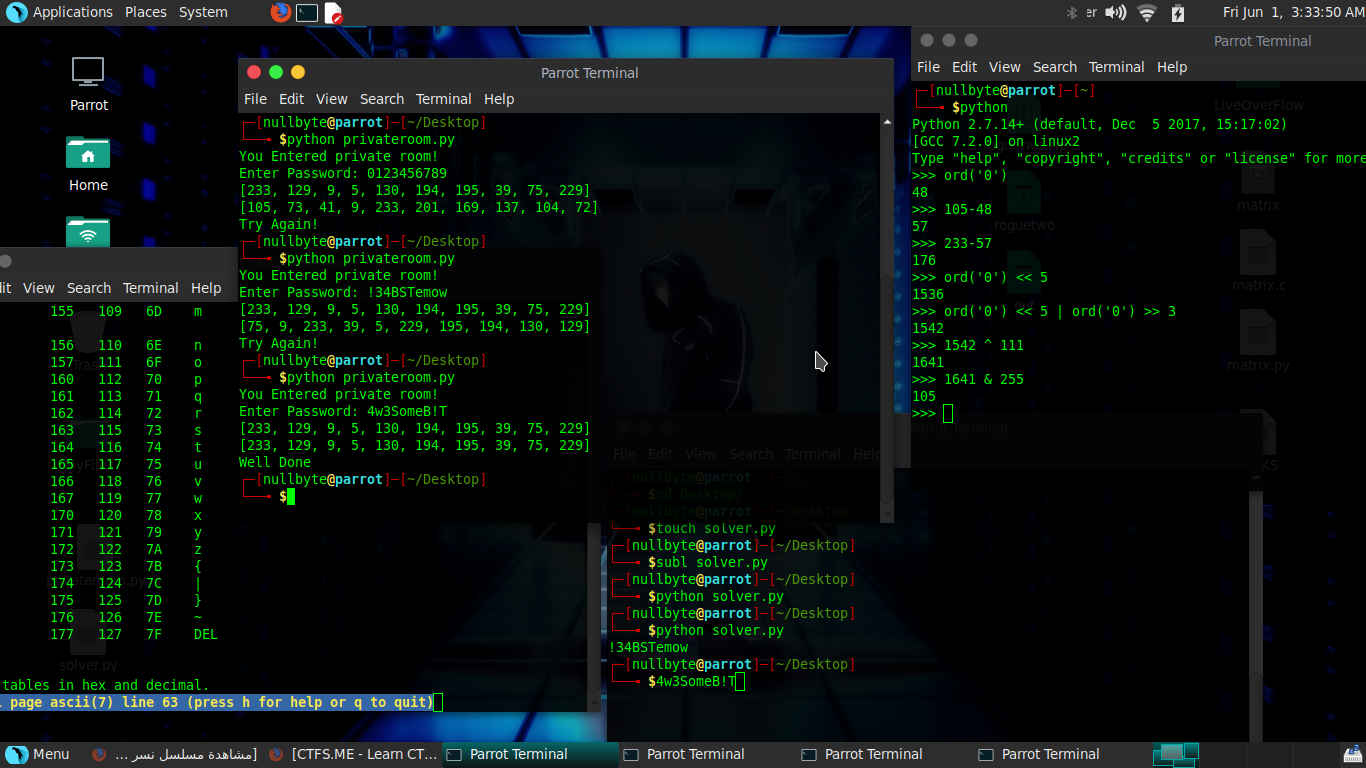 Applications Places System
er
Fri Jun 1, 3:33:50 AM
Parrot
Home
Parrot Terminal
File Edit View Search Terminal Help
┌─[nullbyte@parrot]─[~/Desktop]
└──╼ $python privateroom.py
You Entered private room!
Enter Password: 0123456789
[233, 129, 9, 5, 130, 194, 195, 39, 75, 229]
[105, 73, 41, 9, 233, 201, 169, 137, 104, 72]
Try Again!
┌─[nullbyte@parrot]─[~/Desktop]
└──╼ $python privateroom.py
You Entered private room!
Enter Password: !34BSTemow
[233, 129, 9, 5, 130, 194, 195, 39, 75, 229]
[75, 9, 233, 39, 5, 229, 195, 194, 130, 129]
Try Again!
┌─[nullbyte@parrot]─[~/Desktop]
└──╼ $python privateroom.py
You Entered private room!
Enter Password: 4w3SomeB!T
[233, 129, 9, 5, 130, 194, 195, 39, 75, 229]
[233, 129, 9, 5, 130, 194, 195, 39, 75, 229]
Well Done
┌─[nullbyte@parrot]─[~/Desktop]
└──╼ $
Parrot Terminal
File Edit View Search Terminal Help
┌─[nullbyte@parrot]─[~]
└──╼ $python
Python 2.7.14+ (default, Dec  5 2017, 15:17:02)
[GCC 7.2.0] on linux2
Type "help", "copyright", "credits" or "license" for more
>>> ord('0')
48
>>> 105-48
57
>>> 233-57
176
>>> ord('0') << 5
1536
>>> ord('0') << 5 | ord('0') >> 3
1542
>>> 1542 ^ 111
1641
>>> 1641 & 255
105
>>>
LiveOverFlow
matrix
roguetwo
matrix.c
out
matrix.py
KS
dit View Search Terminal Help
155 109 6D m
156 110 6E n
157 111 6F o
160 112 70 p
161 113 71 q
162 114 72 r
163 115 73 s
164 116 74 t
165 117 75 u
166 118 76 v
167 119 77 w
170 120 78 x
171 121 79 y
172 122 7A z
173 123 7B {
174 124 7C |
175 125 7D }
176 126 7E ~
177 127 7F DEL
solver.py
tables in hex and decimal.
page ascii(7) line 63 (press h for help or q to quit)
Parrot Terminal
File Edit View Search Terminal Help
$cd Desktop/
└──╼ $touch solver.py
┌─[nullbyte@parrot]─[~/Desktop]
└──╼ $subl solver.py
┌─[nullbyte@parrot]─[~/Desktop]
└──╼ $python solver.py
┌─[nullbyte@parrot]─[~/Desktop]
└──╼ $python solver.py
!34BSTemow
┌─[nullbyte@parrot]─[~/Desktop]
└──╼ $4w3SomeB!T
Menu
[مشاهدة مسلسل نسر ...
[CTFS.ME - Learn CT...
Parrot Terminal
Parrot Terminal
Parrot Terminal
Parrot Terminal